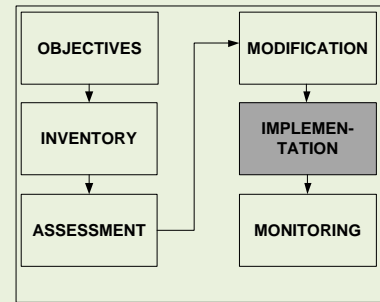 OBJECTIVES
INVENTORY
ASSESSMENT
MODIFICATION
IMPLEMEN-
TATION
MONITORING